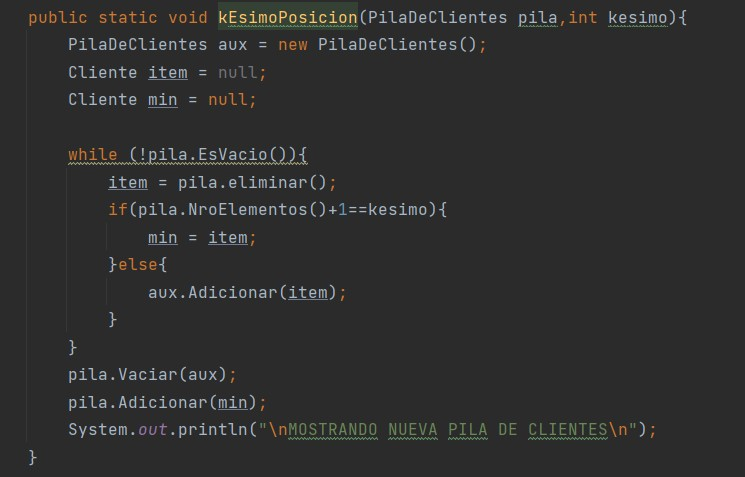 public static void kEsimoPosicion(PilaDeClientes pila,int kesimo){
    PilaDeClientes aux = new PilaDeClientes();
    Cliente item = null;
    Cliente min = null;
    while (!pila.EsVacio()){
        item = pila.eliminar();
        if(pila.NroElementos()+1==kesimo){
            min = item;
        }else{
            aux.Adicionar(item);
        }
    }
    pila.Vaciar(aux);
    pila.Adicionar(min);
    System.out.println("\nMOSTRANDO NUEVA PILA DE CLIENTES\n");
}